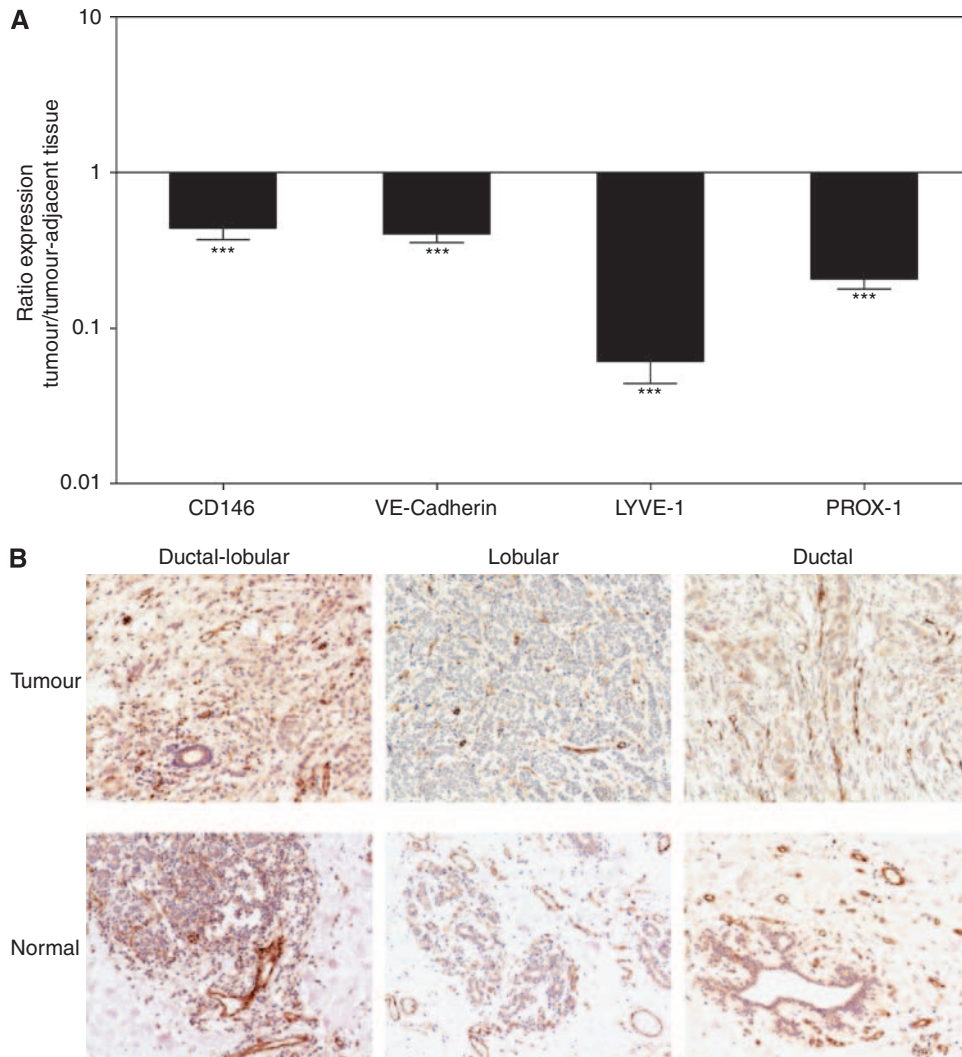 A
Ratio expression
tumour/tumour-adjacent tissue
10
1
0.1
0.01
***
***
***
***
CD146
VE-Cadherin
LYVE-1
PROX-1
B
Ductal-lobular
Lobular
Ductal
Tumour
Normal